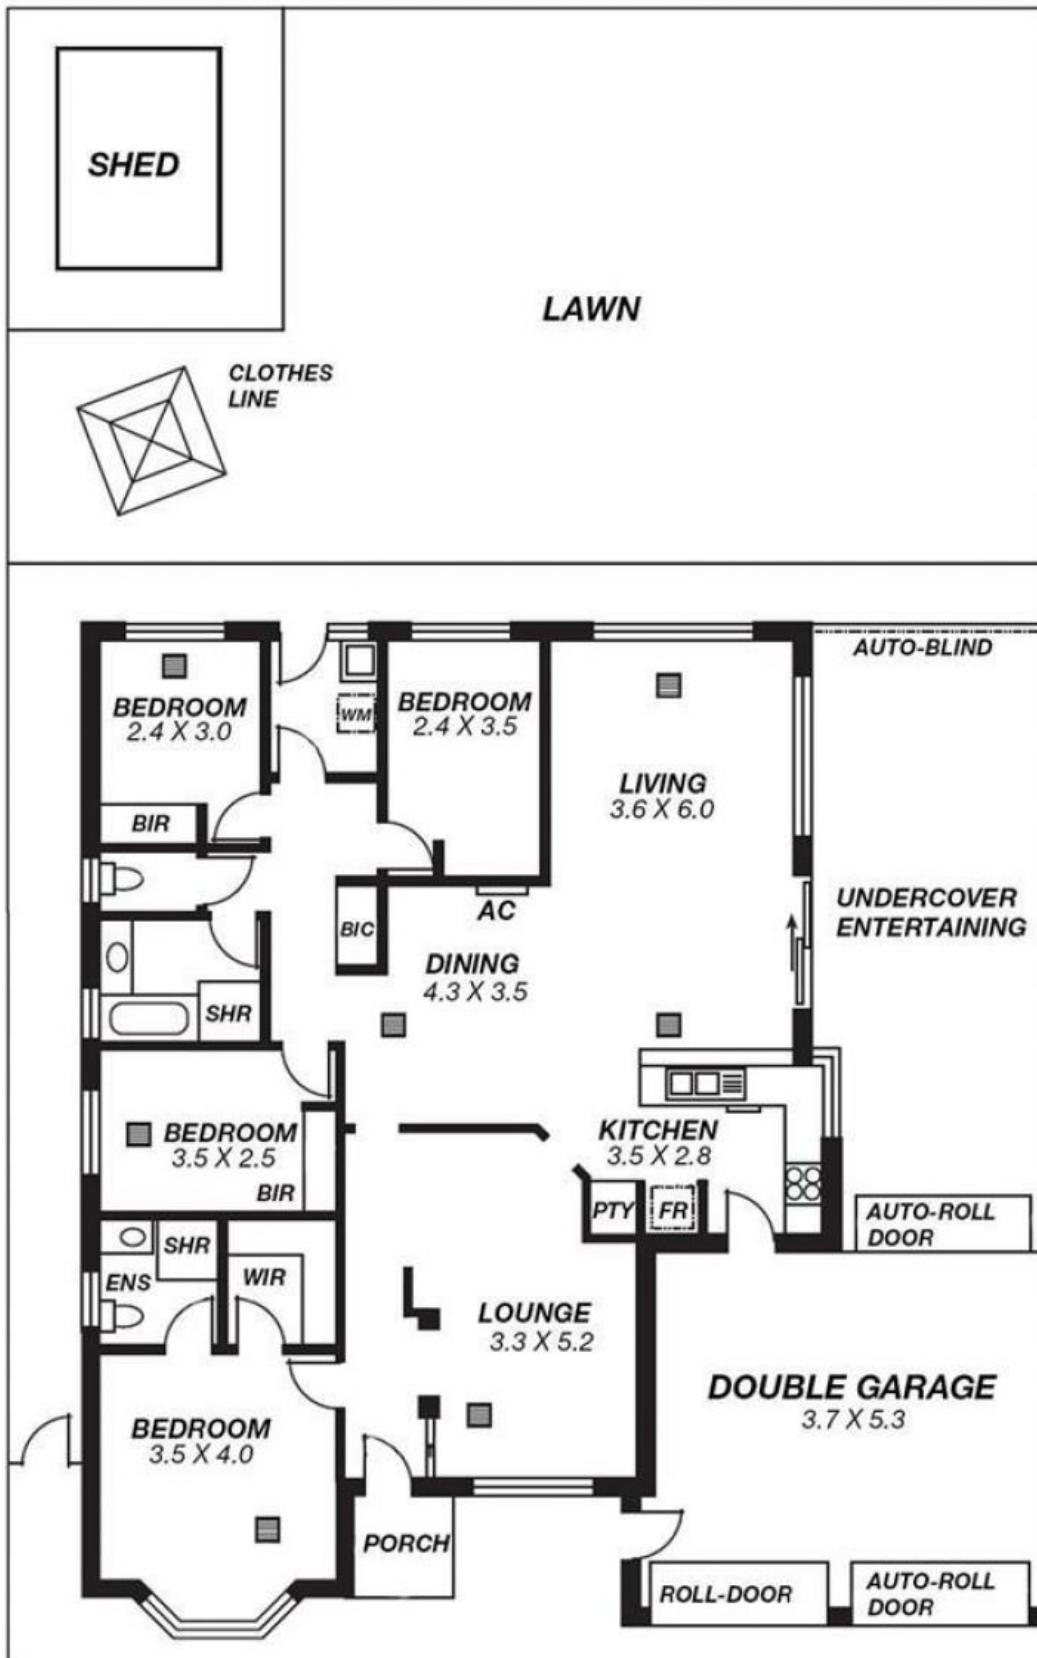 SHED
LAWN
CLOTHES
LINE
AUTO-BLIND
BEDROOM
2.4 X 3.0
WM
BEDROOM
2.4 X 3.5
LIVING
3.6 X 6.0
BIR
UNDERCOVER
ENTERTAINING
AC
BIC
DINING
4.3 X 3.5
SHR
BEDROOM
3.5 X 2.5
BIR
KITCHEN
3.5 X 2.8
PTY
FR
AUTO-ROLL
DOOR
SHR
ENS
WIR
LOUNGE
3.3 X 5.2
DOUBLE GARAGE
3.7 X 5.3
BEDROOM
3.5 X 4.0
PORCH
ROLL-DOOR
AUTO-ROLL
DOOR